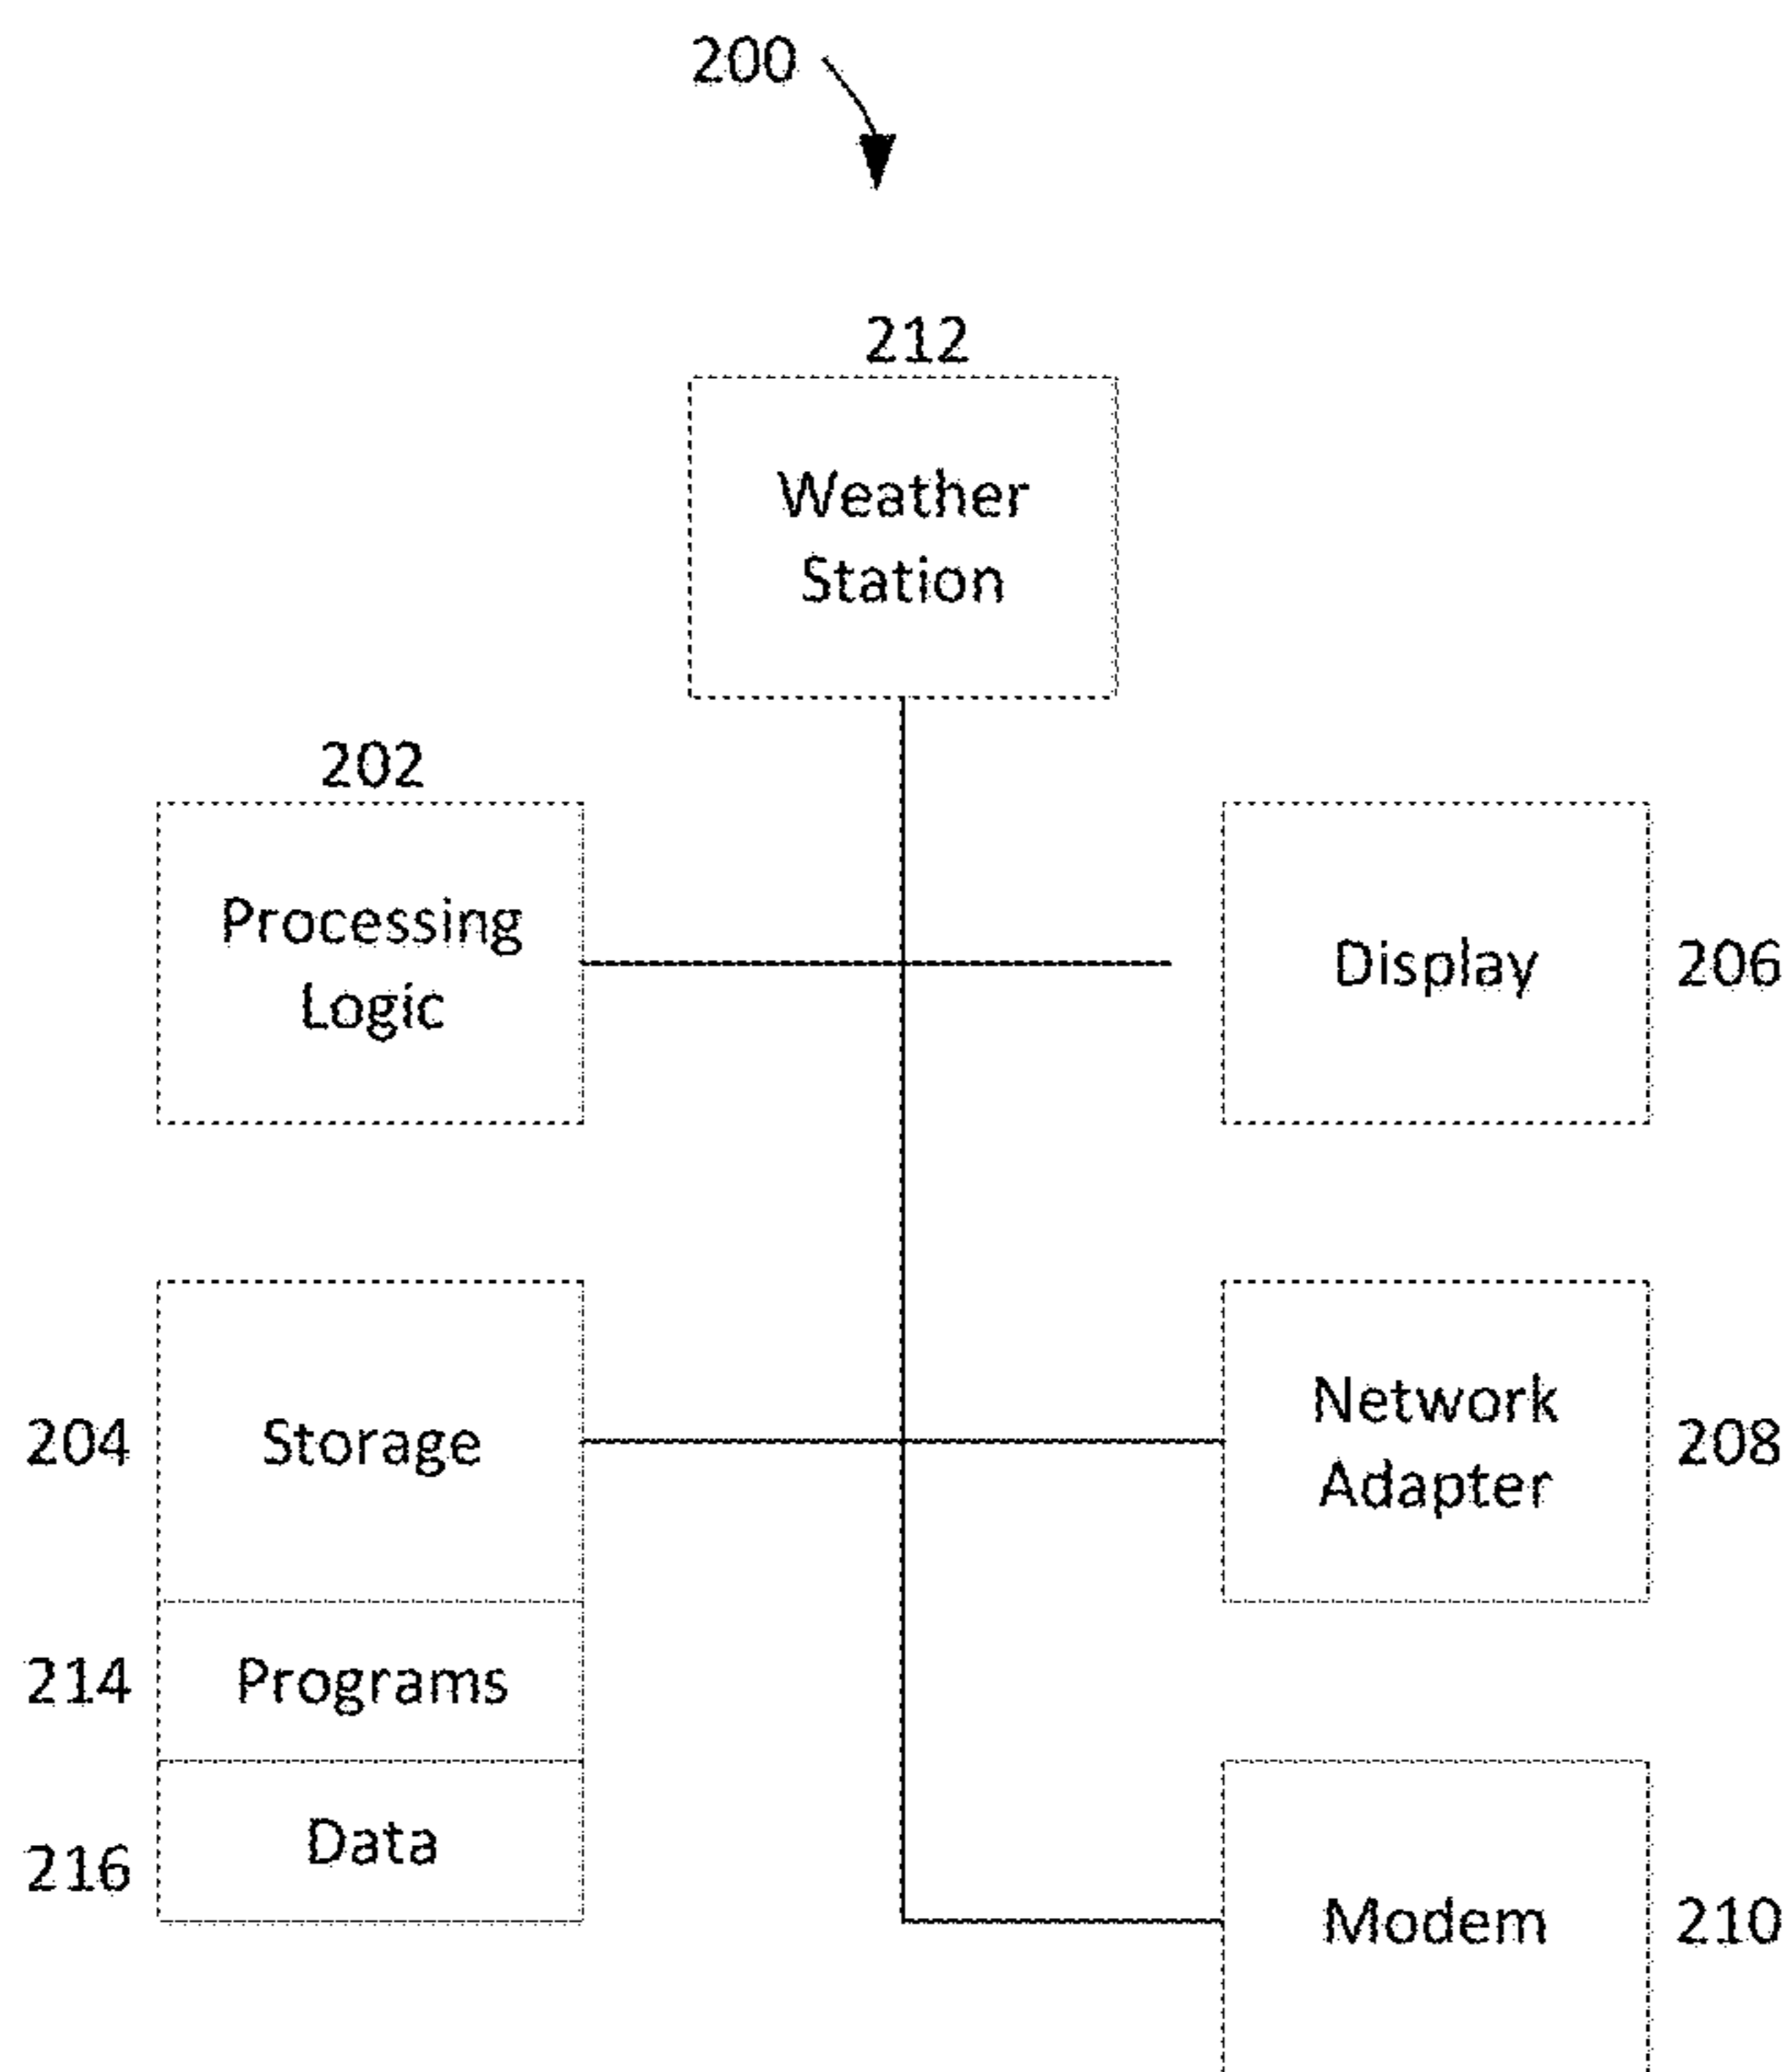 200
212
Weather
Station
202
Processing
Logic
Display
206
204
Storage
Network
Adapter
208
214
Programs
216
Data
Modem
210